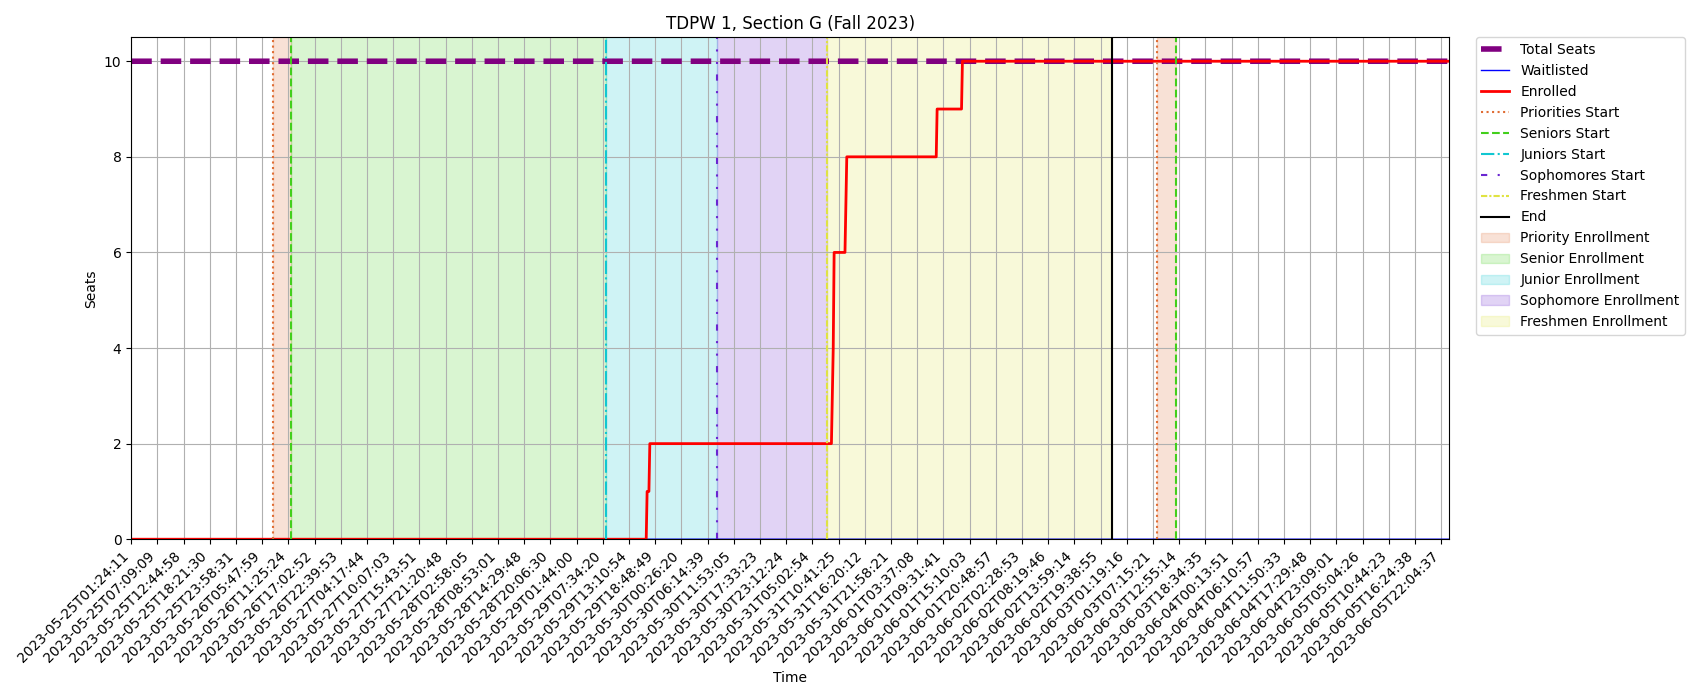 TDPW 1, Section G (Fall 2023)
10
8
6
4
2
0
Seats
2023-05-25T01:24:11
2023-05-25T07:09:09
2023-05-25T12:44:58
2023-05-25T18:21:30
2023-05-25T23:58:31
2023-05-26T05:47:59
2023-05-26T11:25:24
2023-05-26T17:02:52
2023-05-26T22:39:53
2023-05-27T04:17:44
2023-05-27T10:07:03
2023-05-27T15:43:51
2023-05-27T21:20:48
2023-05-28T02:58:05
2023-05-28T08:53:01
2023-05-28T14:29:48
2023-05-28T20:06:30
2023-05-29T01:44:00
2023-05-29T07:34:20
2023-05-29T13:10:54
2023-05-29T18:48:49
2023-05-30T00:26:20
2023-05-30T06:14:39
2023-05-30T11:53:05
2023-05-30T17:33:23
2023-05-30T23:12:24
2023-05-31T05:02:54
2023-05-31T10:41:25
2023-05-31T16:20:12
2023-05-31T21:58:21
2023-06-01T03:37:08
2023-06-01T09:31:41
2023-06-01T15:10:03
2023-06-01T20:48:57
2023-06-02T02:28:53
2023-06-02T08:19:46
2023-06-02T13:59:14
2023-06-02T19:38:55
2023-06-03T01:19:16
2023-06-03T07:15:21
2023-06-03T12:55:14
2023-06-03T18:34:35
2023-06-04T00:13:51
2023-06-04T06:10:57
2023-06-04T11:50:33
2023-06-04T17:29:48
2023-06-04T23:09:01
2023-06-05T05:04:26
2023-06-05T10:44:23
2023-06-05T16:24:38
2023-06-05T22:04:37
Time
Total Seats
Waitlisted
Enrolled
Priorities Start
Seniors Start
Juniors Start
Sophomores Start
Freshmen Start
End
Priority Enrollment
Senior Enrollment
Junior Enrollment
Sophomore Enrollment
Freshmen Enrollment